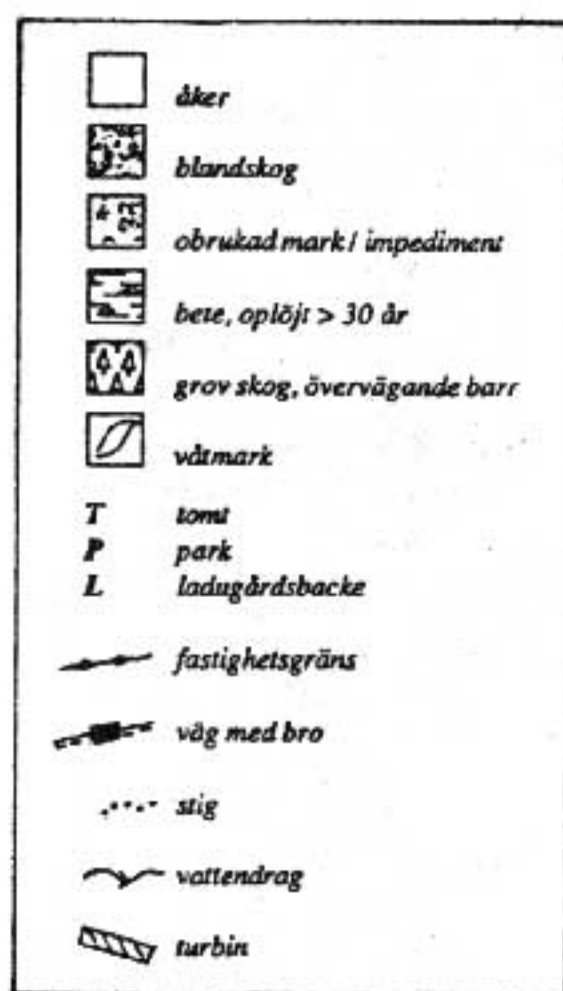 åker
blandskog
obrukad mark / impediment
bete, oplöjt > 30 år
grov skog, övervägande barr
våtmark
T tomt
P park
L ladugårdsbacke
fastighetsgräns
väg med bro
stig
vattendrag
turbin